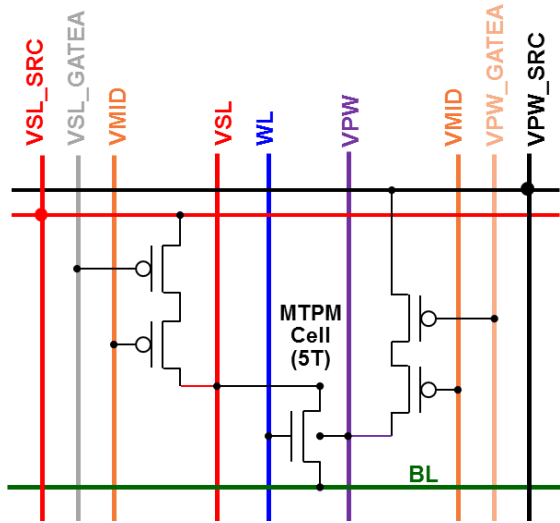 VSL_SRC
VSL_GATEA
VMID
VSL
WL
VPW
VMID
VPW_GATEA
VPW_SRC
MTPM
Cell
(5T)
BL